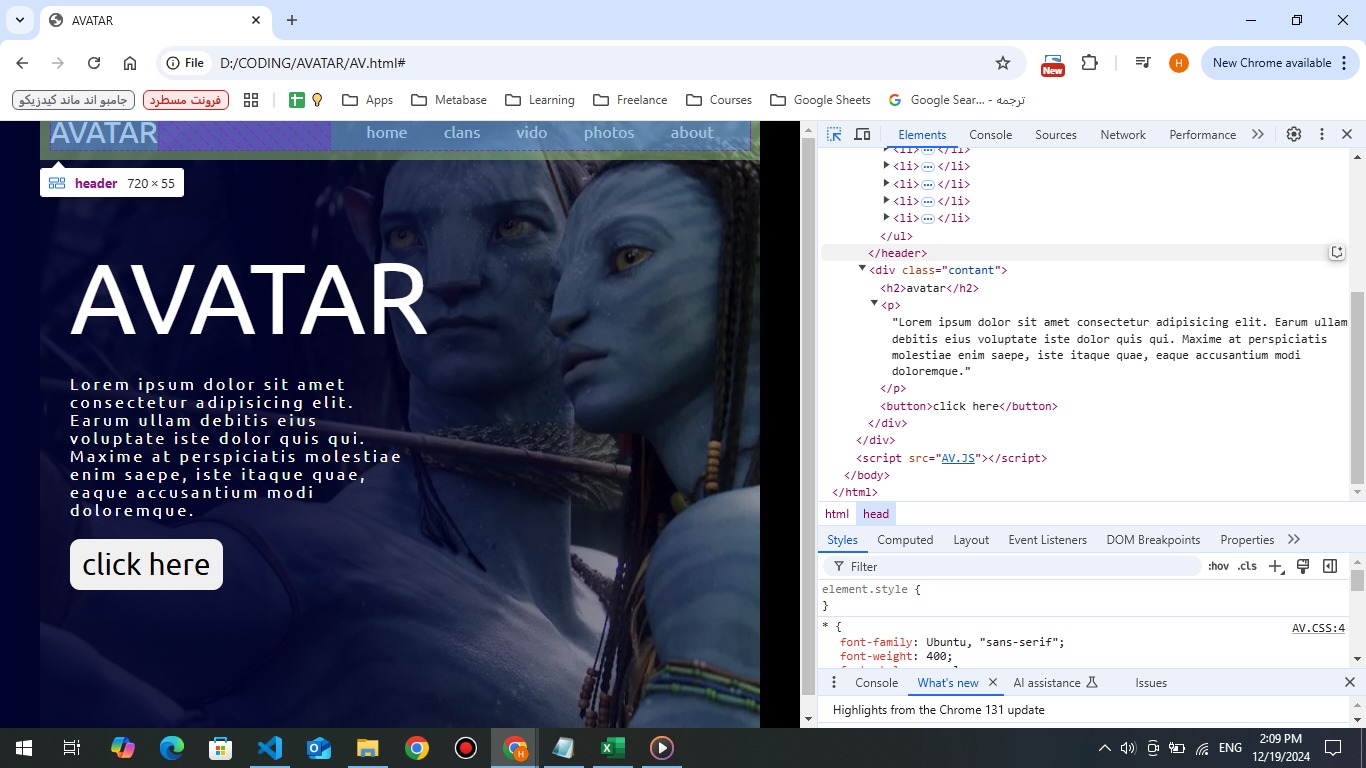 AVATAR
File D:/CODING/AVATAR/AV.html#
New
H
New Chrome available
جامبو اند ماند كيدزيكو
فرونت مسطرد
Apps
Metabase
Learning
Freelance
Courses
Google Sheets
Google Sear... - ترجمه
AVATAR
home clans vido photos about
header 720 × 55
AVATAR
Lorem ipsum dolor sit amet
consectetur adipisicing elit.
Earum ullam debitis eius
voluptate iste dolor quis qui.
Maxime at perspiciatis molestiae
enim saepe, iste itaque quae,
eaque accusantium modi
doloremque.
click here
Elements Console Sources Network Performance
<li> … </li>
<li> … </li>
<li> … </li>
<li> … </li>
<li> … </li>
</ul>
</header>
<div class="contant">
<h2>avatar</h2>
<p>
"Lorem ipsum dolor sit amet consectetur adipisicing elit. Earum ullam
debitis eius voluptate iste dolor quis qui. Maxime at perspiciatis
molestiae enim saepe, iste itaque quae, eaque accusantium modi
doloremque."
</p>
<button>click here</button>
</div>
</div>
<script src="AV.JS"></script>
</body>
</html>
html head
Styles Computed Layout Event Listeners DOM Breakpoints Properties
Filter :hov .cls
element.style {
}
* { AV.CSS:4
font-family: Ubuntu, "sans-serif";
font-weight: 400;
Console What's new AI assistance Issues
Highlights from the Chrome 131 update
H
ENG
2:09 PM
12/19/2024